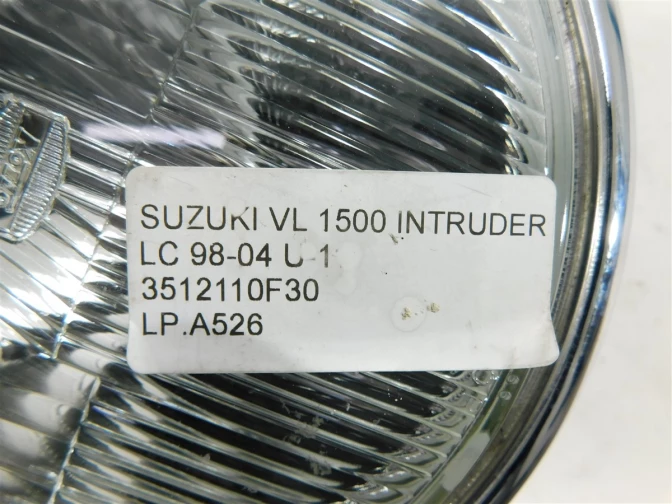 SUZUKI VL 1500 INTRUDER
LC 98-04 U-1
3512110F30
LP.A526